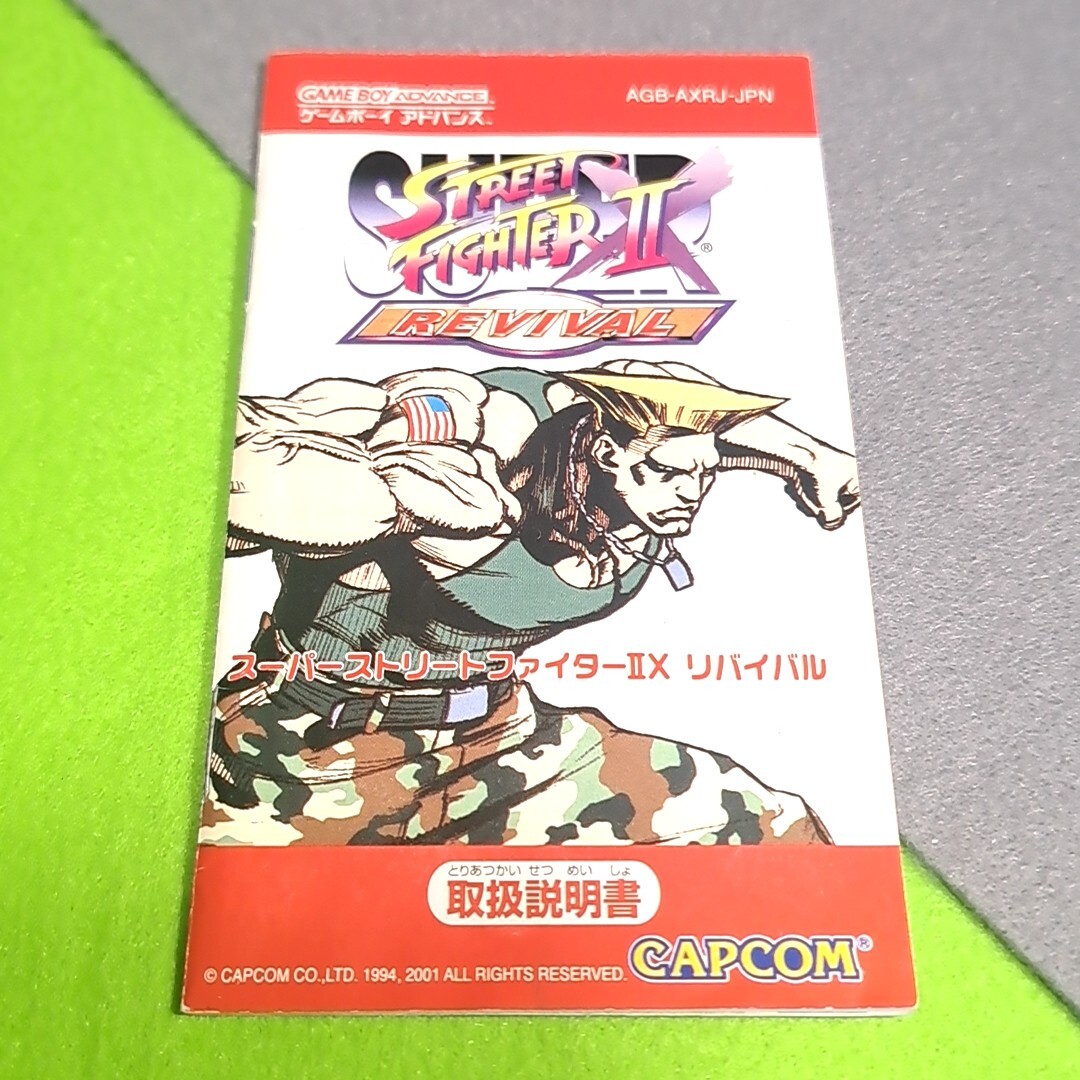 GAME BOY ADVANCE
ゲームボーイ アドバンス™
AGB-AXRJ-JPN
SUPER
STREET
FIGHTER II X®
REVIVAL
スーパーストリートファイターIIX リバイバル
とりあつかい せつ めい しょ
取扱説明書
© CAPCOM CO.,LTD. 1994, 2001 ALL RIGHTS RESERVED.
CAPCOM®